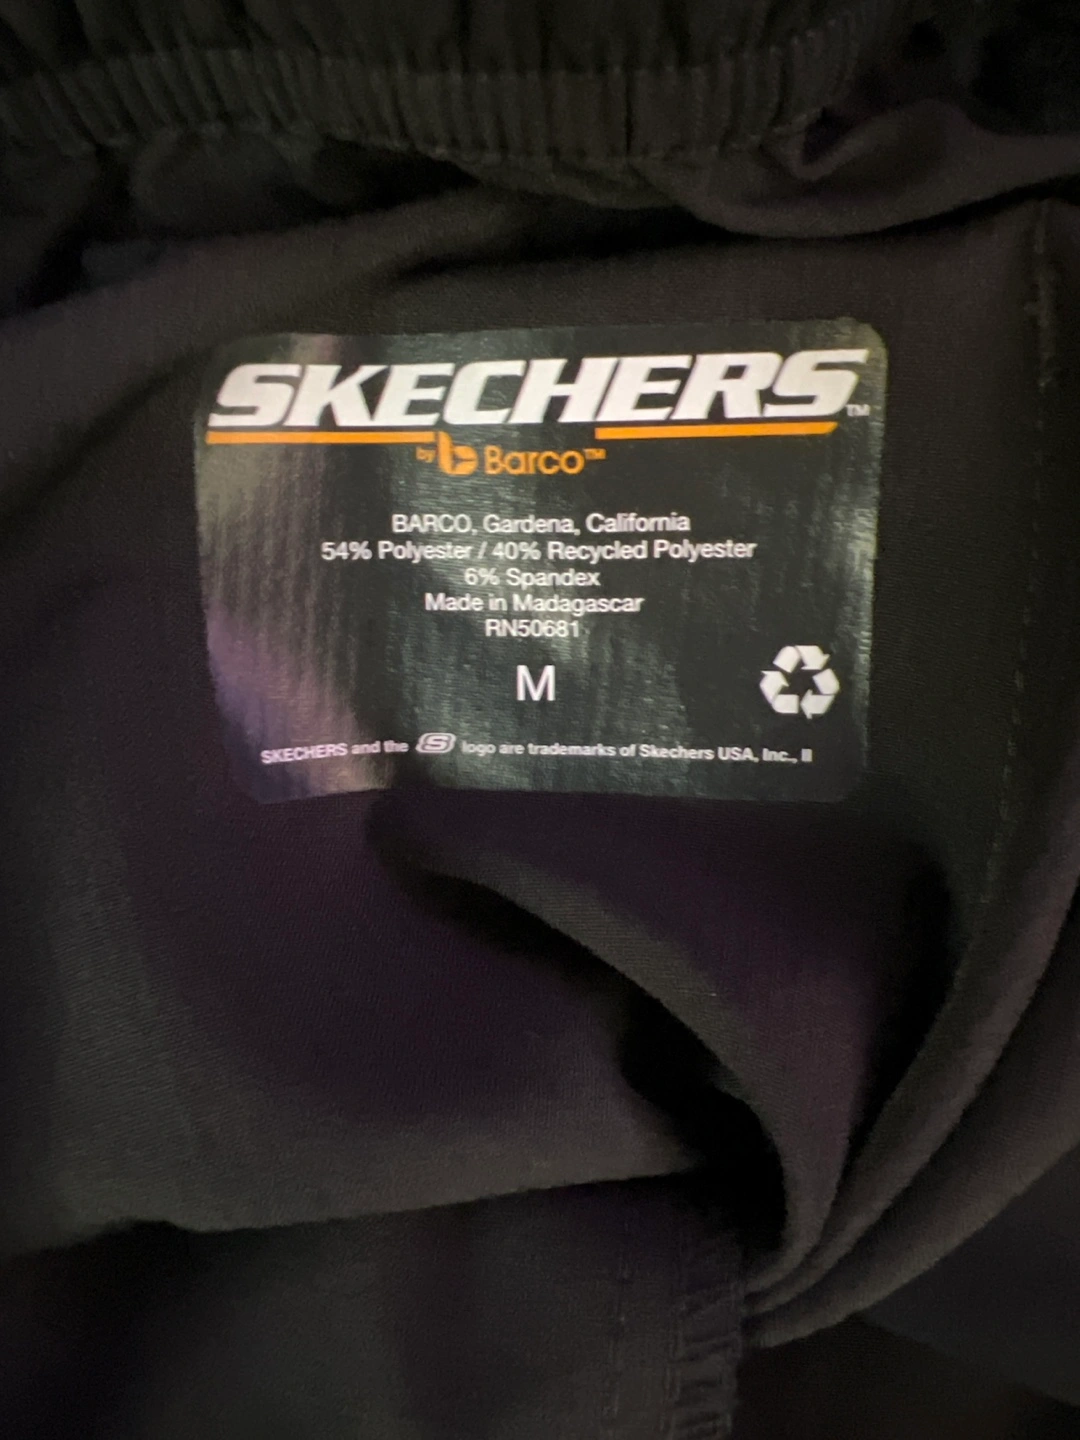 SKECHERS™
by b Barco™
BARCO, Gardena, California
54% Polyester / 40% Recycled Polyester
6% Spandex
Made in Madagascar
RN50681
M
SKECHERS and the S logo are trademarks of Skechers USA, Inc., II